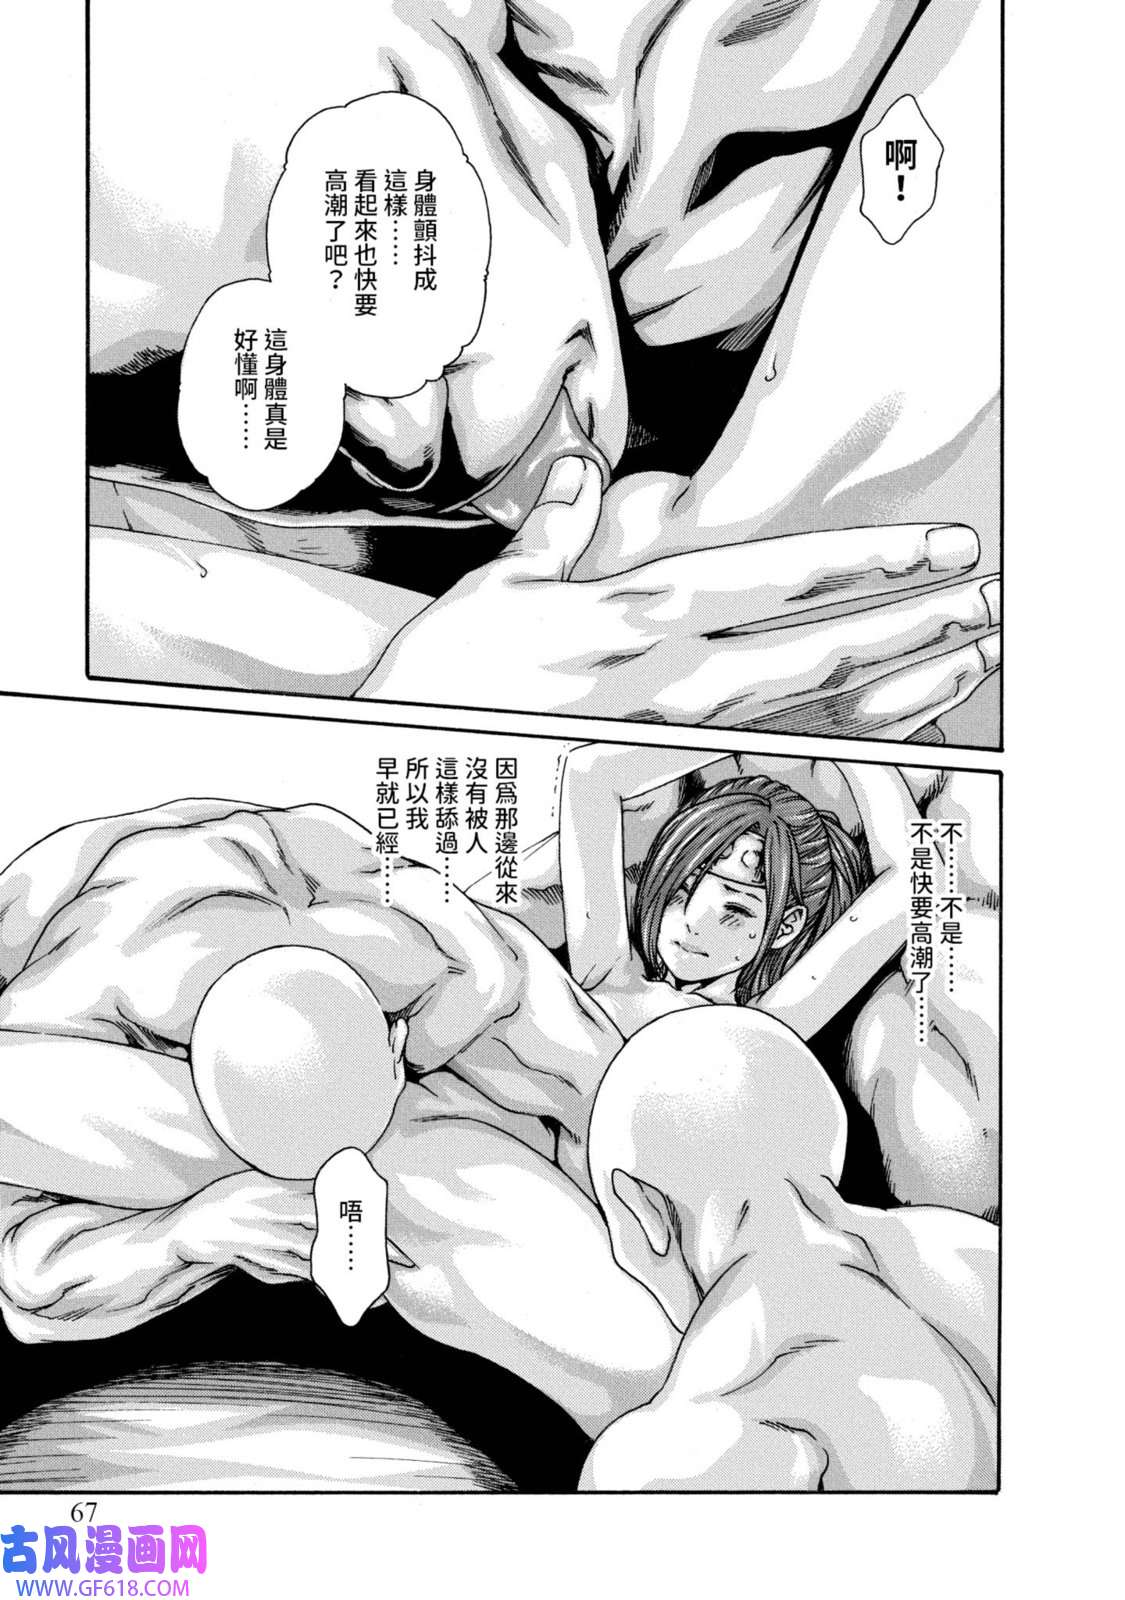 啊！
身體顫抖成
這樣……
看起來也快要
高潮了吧？
這身體真是
好懂啊……
不……不是……
不是快要高潮了……
因爲那邊從來
沒有被人
這樣舔過……
所以我
早就已經……
唔……
67
古风漫画网
WWW.GF618.COM